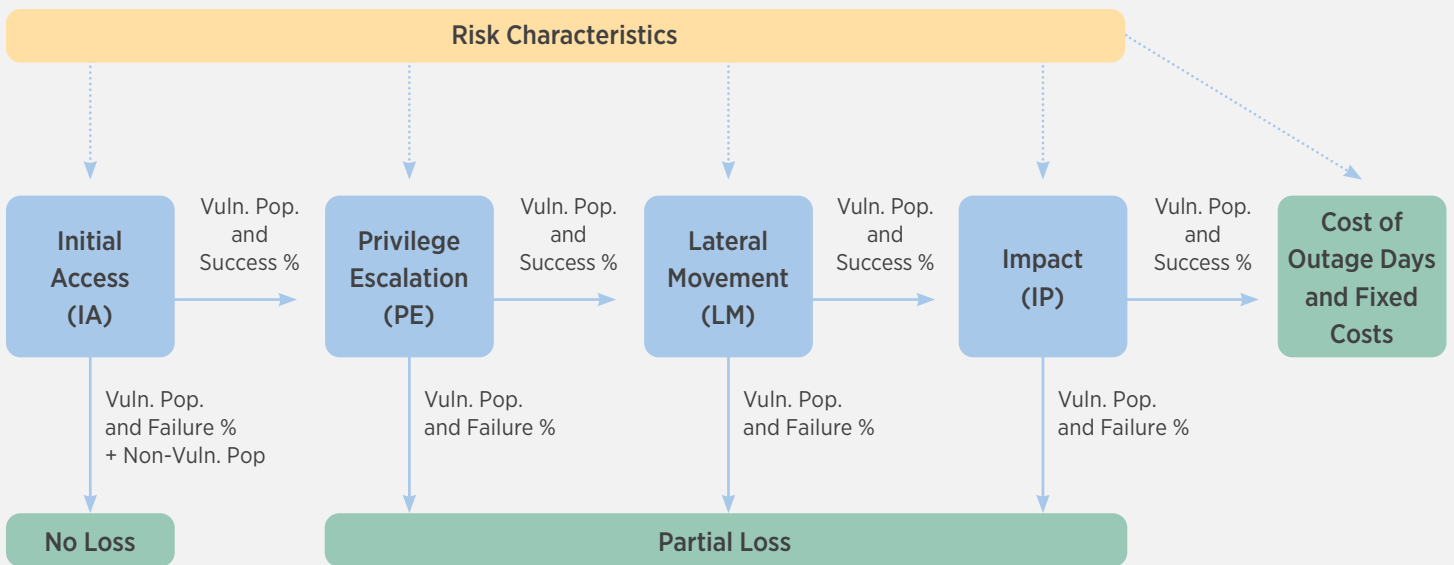 Risk Characteristics
Initial
Access
(IA)
Vuln. Pop.
and
Success %
Privilege
Escalation
(PE)
Vuln. Pop.
and
Success %
Lateral
Movement
(LM)
Vuln. Pop.
and
Success %
Impact
(IP)
Vuln. Pop.
and
Success %
Cost of
Outage Days
and Fixed
Costs
Vuln. Pop.
and Failure %
+ Non-Vuln. Pop
Vuln. Pop.
and Failure %
Vuln. Pop.
and Failure %
Vuln. Pop.
and Failure %
No Loss
Partial Loss